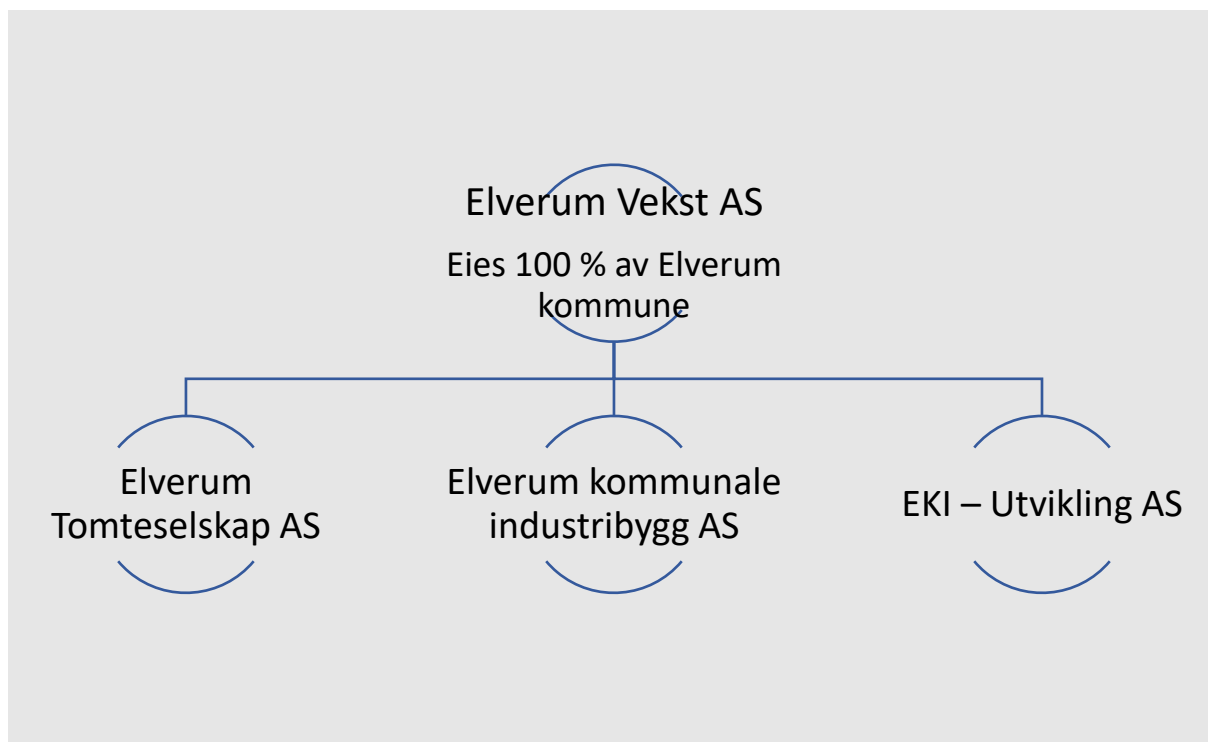 Elverum Vekst AS
Eies 100 % av Elverum
kommune
Elverum
Tomteselskap AS
Elverum kommunale
industribygg AS
EKI – Utvikling AS